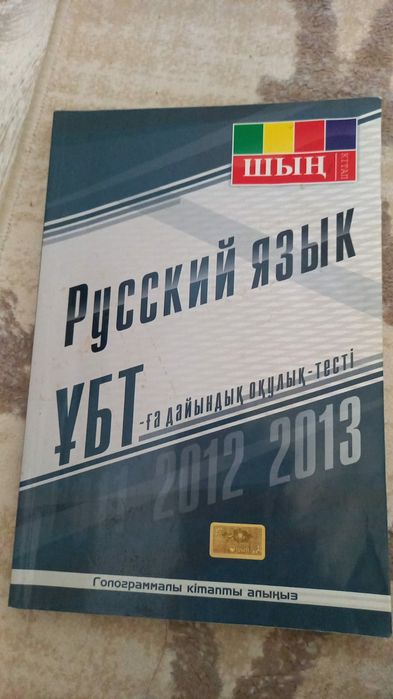 ШЫҢ
КІТАП
Русский язык
ҰБТ-ға дайындық оқулық-тесті
2012 2013
Голограммалы кітапты алыңыз